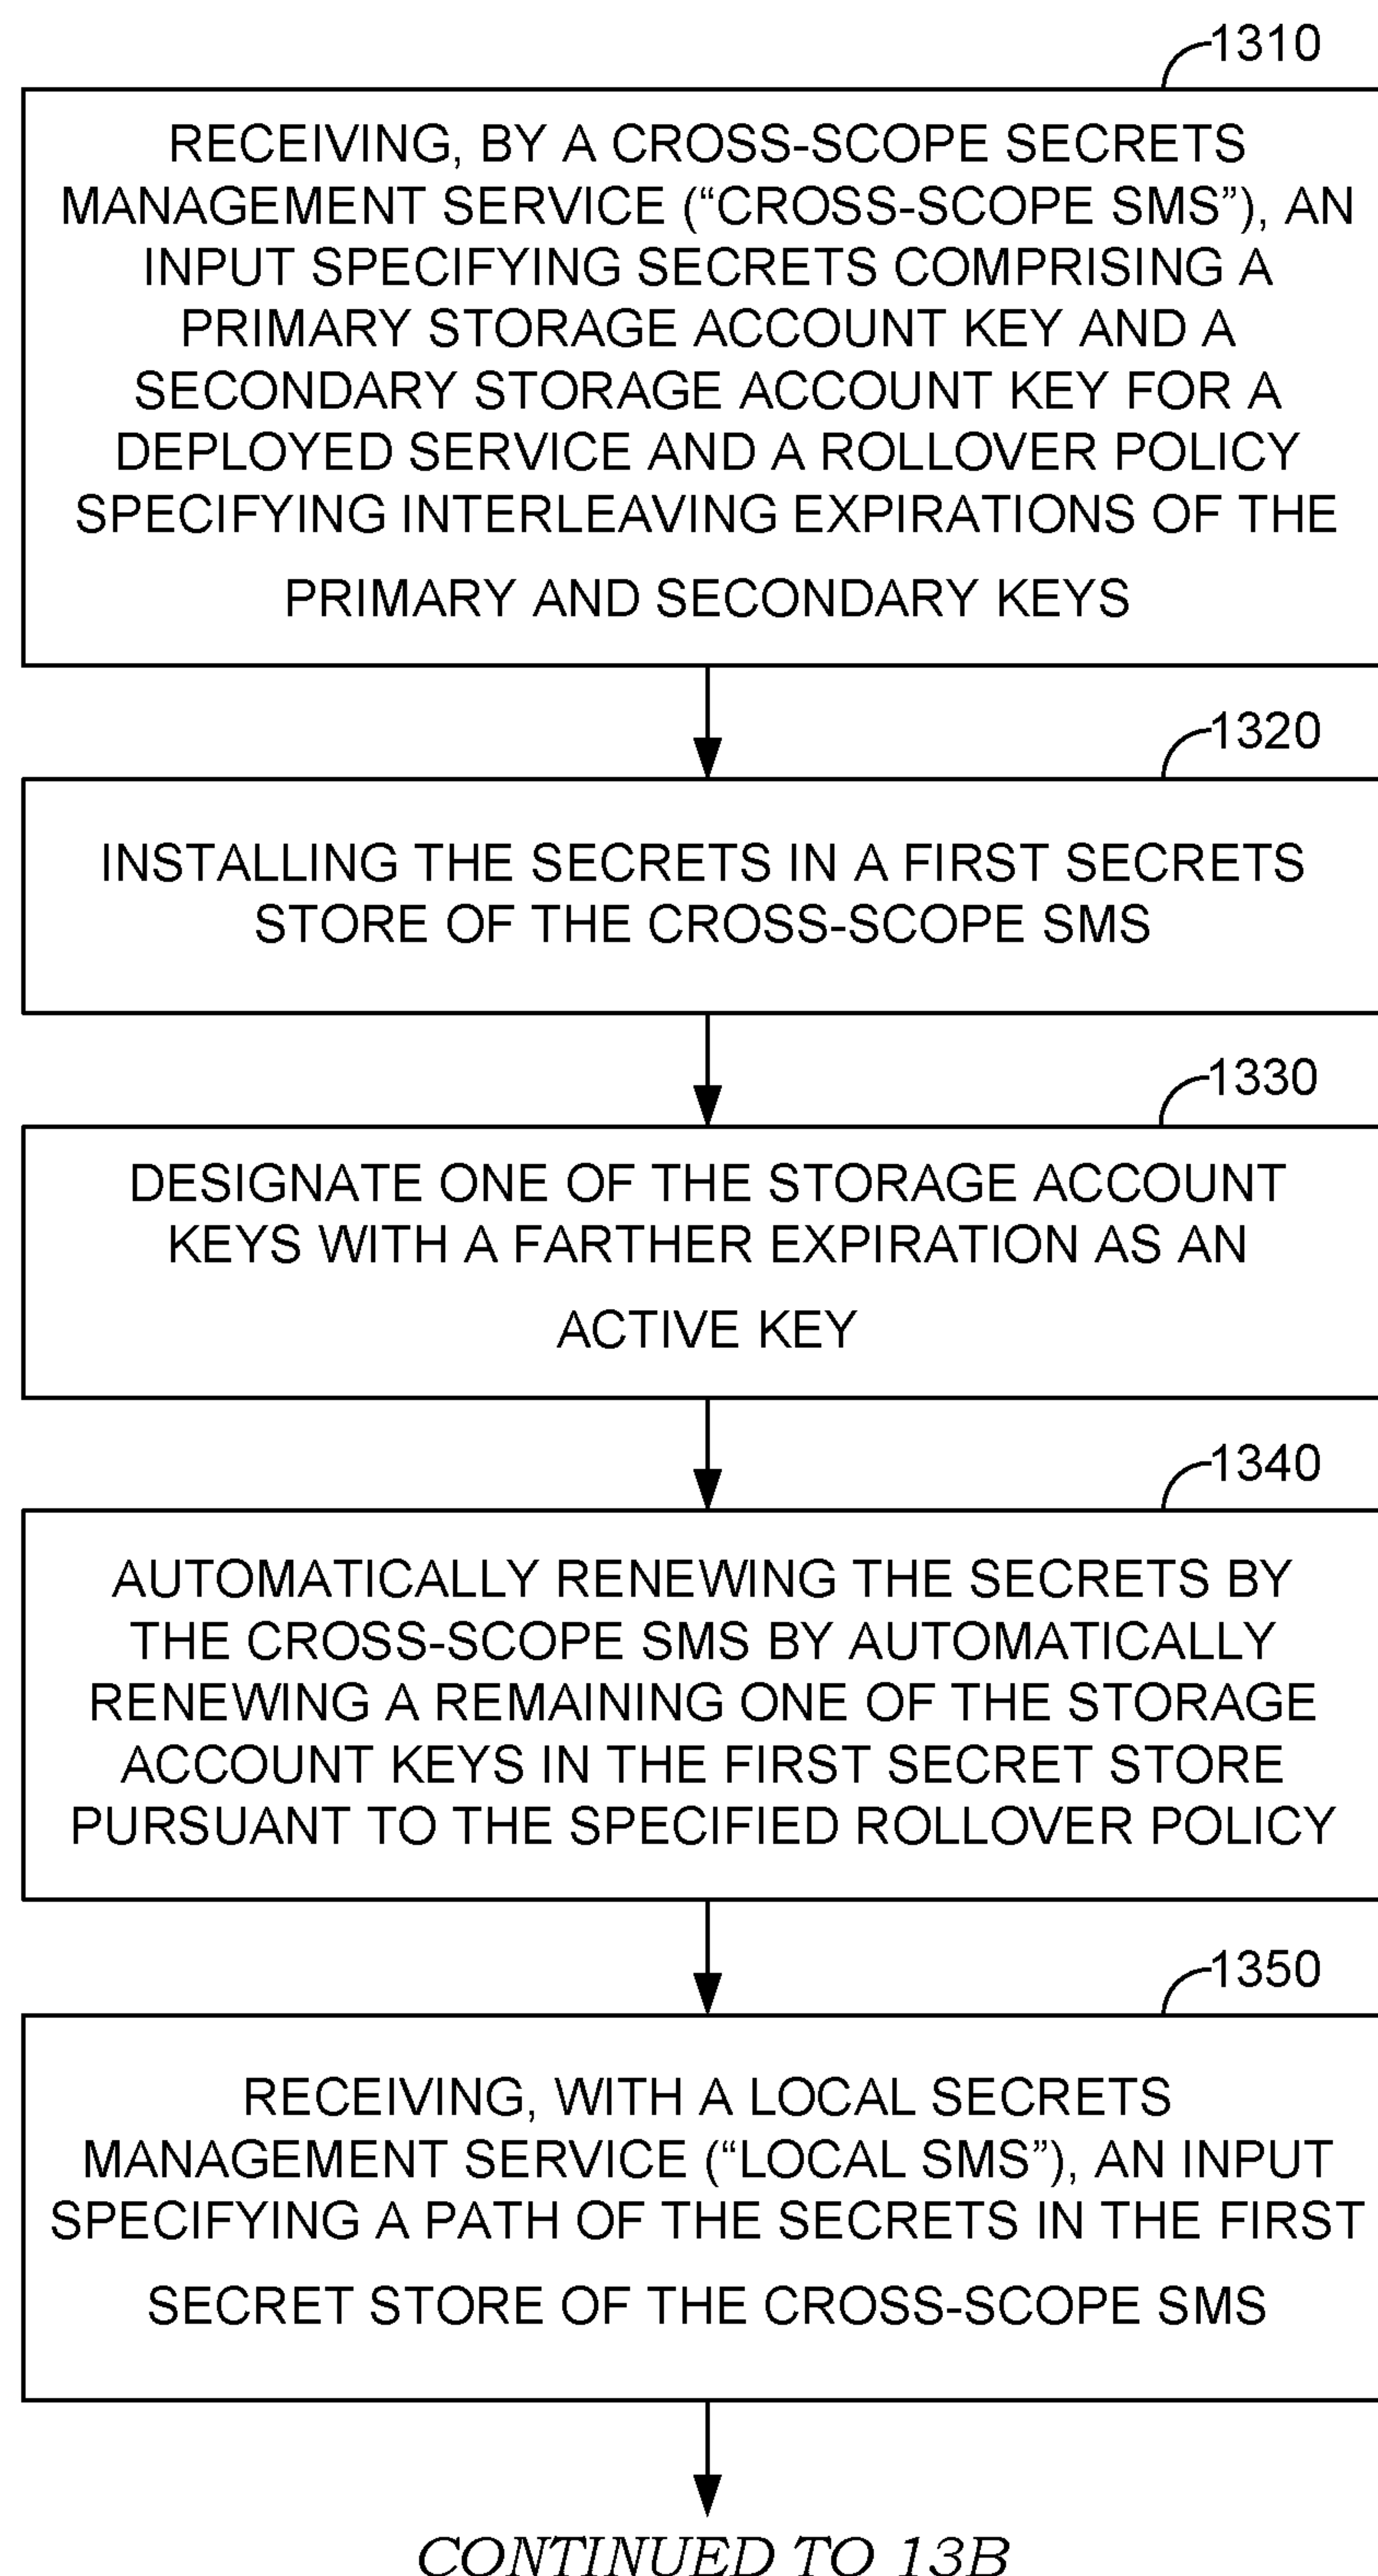 1310
RECEIVING, BY A CROSS-SCOPE SECRETS
MANAGEMENT SERVICE (“CROSS-SCOPE SMS”), AN
INPUT SPECIFYING SECRETS COMPRISING A
PRIMARY STORAGE ACCOUNT KEY AND A
SECONDARY STORAGE ACCOUNT KEY FOR A
DEPLOYED SERVICE AND A ROLLOVER POLICY
SPECIFYING INTERLEAVING EXPIRATIONS OF THE
PRIMARY AND SECONDARY KEYS
1320
INSTALLING THE SECRETS IN A FIRST SECRETS
STORE OF THE CROSS-SCOPE SMS
1330
DESIGNATE ONE OF THE STORAGE ACCOUNT
KEYS WITH A FARTHER EXPIRATION AS AN
ACTIVE KEY
1340
AUTOMATICALLY RENEWING THE SECRETS BY
THE CROSS-SCOPE SMS BY AUTOMATICALLY
RENEWING A REMAINING ONE OF THE STORAGE
ACCOUNT KEYS IN THE FIRST SECRET STORE
PURSUANT TO THE SPECIFIED ROLLOVER POLICY
1350
RECEIVING, WITH A LOCAL SECRETS
MANAGEMENT SERVICE (“LOCAL SMS”), AN INPUT
SPECIFYING A PATH OF THE SECRETS IN THE FIRST
SECRET STORE OF THE CROSS-SCOPE SMS
CONTINUED TO 13B